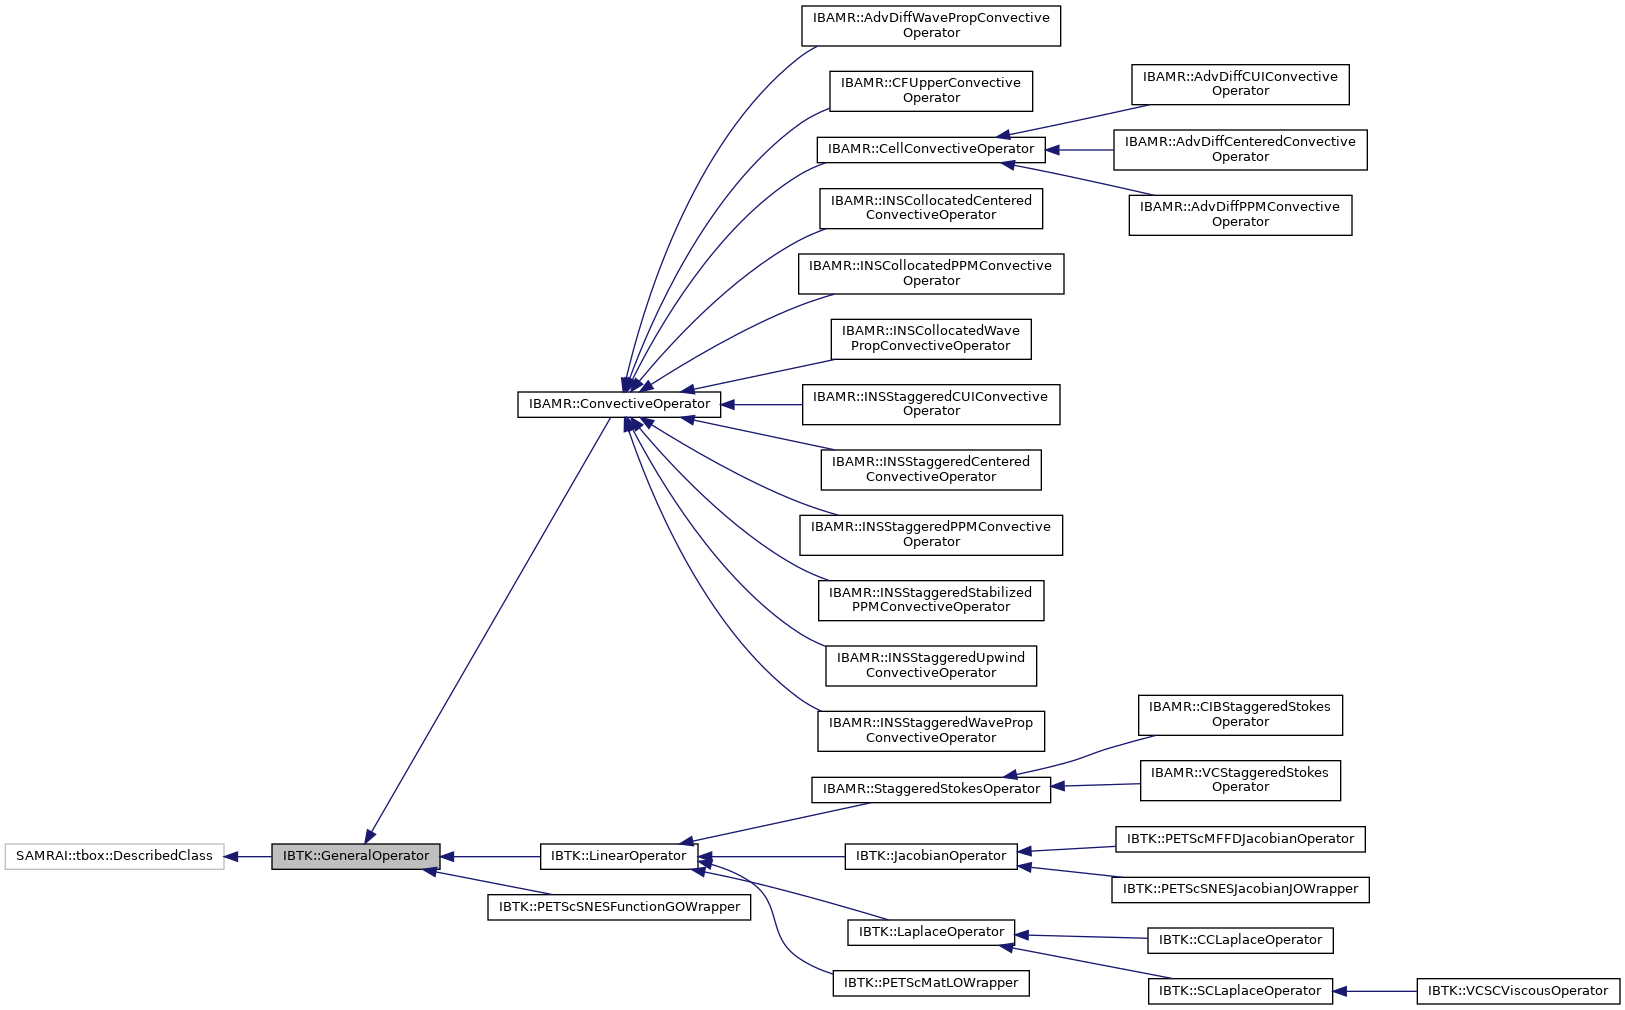 IBAMR::AdvDiffWavePropConvective
Operator
IBAMR::CFUpperConvective
Operator
IBAMR::AdvDiffCUIConvective
Operator
IBAMR::CellConvectiveOperator
IBAMR::AdvDiffCenteredConvective
Operator
IBAMR::AdvDiffPPMConvective
Operator
IBAMR::INSCollocatedCentered
ConvectiveOperator
IBAMR::INSCollocatedPPMConvective
Operator
IBAMR::INSCollocatedWave
PropConvectiveOperator
IBAMR::ConvectiveOperator
IBAMR::INSStaggeredCUIConvective
Operator
IBAMR::INSStaggeredCentered
ConvectiveOperator
IBAMR::INSStaggeredPPMConvective
Operator
IBAMR::INSStaggeredStabilized
PPMConvectiveOperator
IBAMR::INSStaggeredUpwind
ConvectiveOperator
IBAMR::INSStaggeredWaveProp
ConvectiveOperator
IBAMR::CIBStaggeredStokes
Operator
IBAMR::StaggeredStokesOperator
IBAMR::VCStaggeredStokes
Operator
SAMRAI::tbox::DescribedClass
IBTK::GeneralOperator
IBTK::LinearOperator
IBTK::JacobianOperator
IBTK::PETScMFFDJacobianOperator
IBTK::PETScSNESJacobianJOWrapper
IBTK::PETScSNESFunctionGOWrapper
IBTK::LaplaceOperator
IBTK::CCLaplaceOperator
IBTK::PETScMatLOWrapper
IBTK::SCLaplaceOperator
IBTK::VCSCViscousOperator